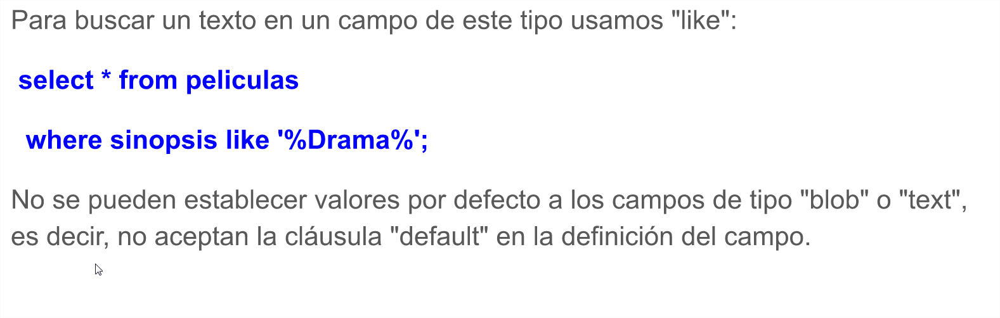 Para buscar un texto en un campo de este tipo usamos "like":
select * from peliculas
where sinopsis like '%Drama%';
No se pueden establecer valores por defecto a los campos de tipo "blob" o "text",
es decir, no aceptan la cláusula "default" en la definición del campo.